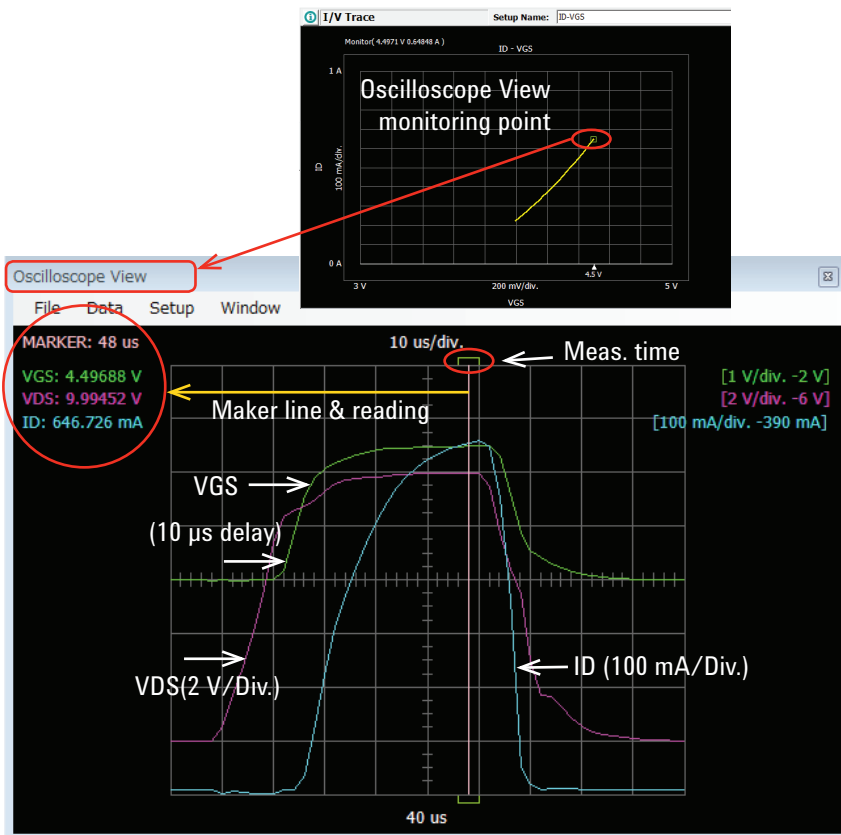 I/V Trace
Setup Name: ID-VGS
Monitor( 4.4971 V 0.64848 A )
ID - VGS
1 A
Oscilloscope View
monitoring point
ID
100 mA/div.
0 A
4.5 V
3 V
200 mV/div.
5 V
VGS
Oscilloscope View
File Data Setup Window
MARKER: 48 us
10 us/div.
Meas. time
VGS: 4.49688 V
[1 V/div. -2 V]
VDS: 9.99452 V
[2 V/div. -6 V]
ID: 646.726 mA
[100 mA/div. -390 mA]
Maker line & reading
VGS
(10 µs delay)
ID (100 mA/Div.)
VDS(2 V/Div.)
40 us